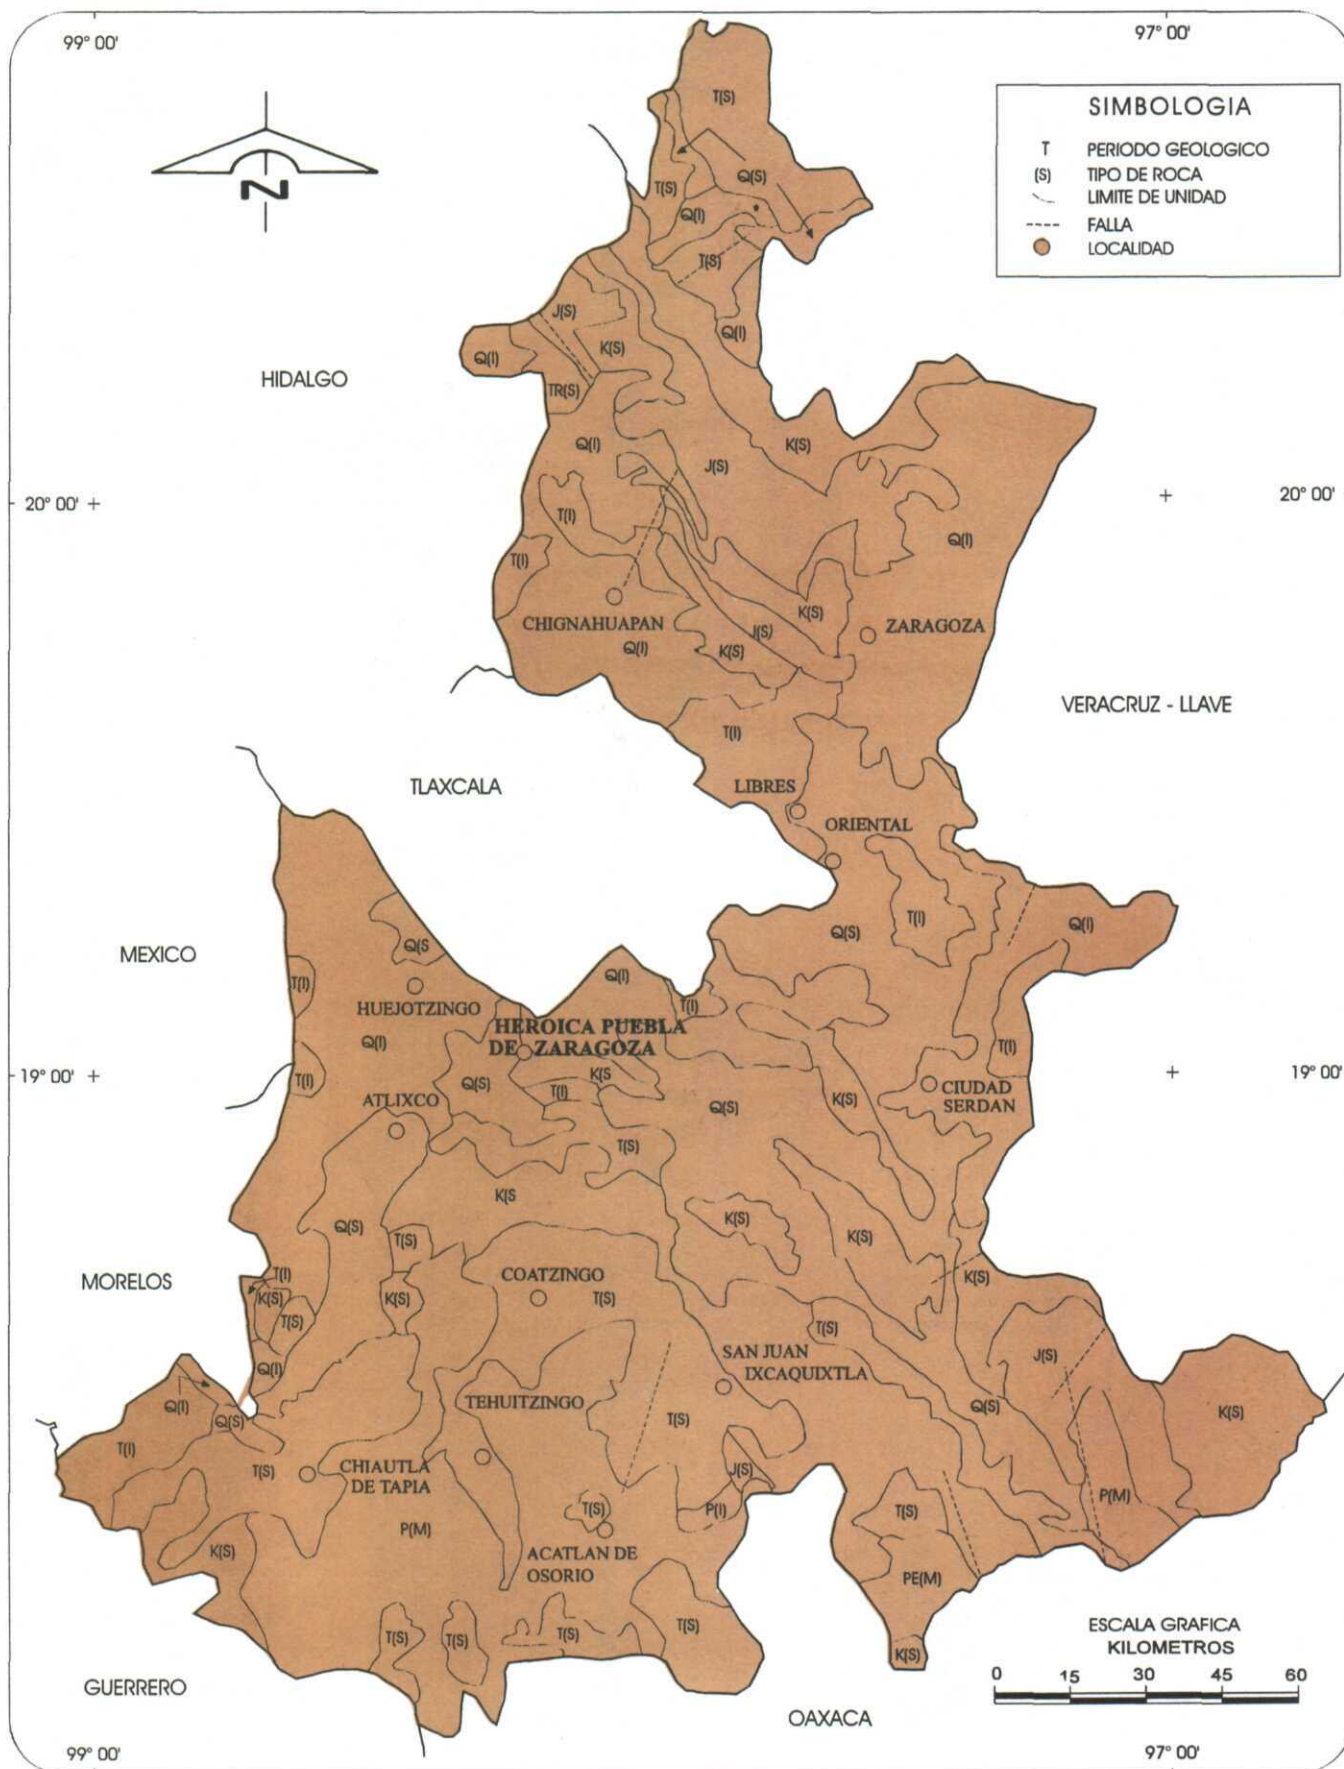 99° 00'
97° 00'
SIMBOLOGIA
T PERIODO GEOLOGICO
(S) TIPO DE ROCA
LIMITE DE UNIDAD
FALLA
LOCALIDAD
N
T(S)
Q(S)
T(S)
Q(I)
T(S)
J(S)
Q(I)
K(S)
Q(I)
HIDALGO
TR(S)
Q(I)
K(S)
J(S)
20° 00'
20° 00'
T(I)
Q(I)
T(I)
CHIGNAHUAPAN
K(S)
J(S)
ZARAGOZA
Q(I)
K(S)
VERACRUZ - LLAVE
T(I)
TLAXCALA
LIBRES
ORIENTAL
T(I)
Q(I)
Q(S)
Q(S
MEXICO
Q(I)
T(I)
T(I)
HUEJOTZINGO
HEROICA PUEBLA
DE ZARAGOZA
Q(I)
T(I)
K(S
19° 00'
19° 00'
T(I)
Q(S)
T(I)
CIUDAD
SERDAN
ATLIXCO
K(S)
Q(S)
T(S)
K(S
K(S)
Q(S)
T(S)
K(S)
MORELOS
T(I)
COATZINGO
K(S)
K(S)
K(S)
T(S)
T(S)
T(S)
SAN JUAN
IXCAQUIXTLA
J(S)
Q(I)
TEHUITZINGO
Q(I)
Q(S)
T(S)
Q(S)
K(S)
T(I)
T(S)
CHIAUTLA
DE TAPIA
J(S)
P(M)
T(S)
P(I)
T(S)
P(M)
K(S)
ACATLAN DE
OSORIO
PE(M)
T(S)
T(S)
T(S)
T(S)
K(S)
ESCALA GRAFICA
KILOMETROS
0 15 30 45 60
GUERRERO
OAXACA
99° 00'
97° 00'